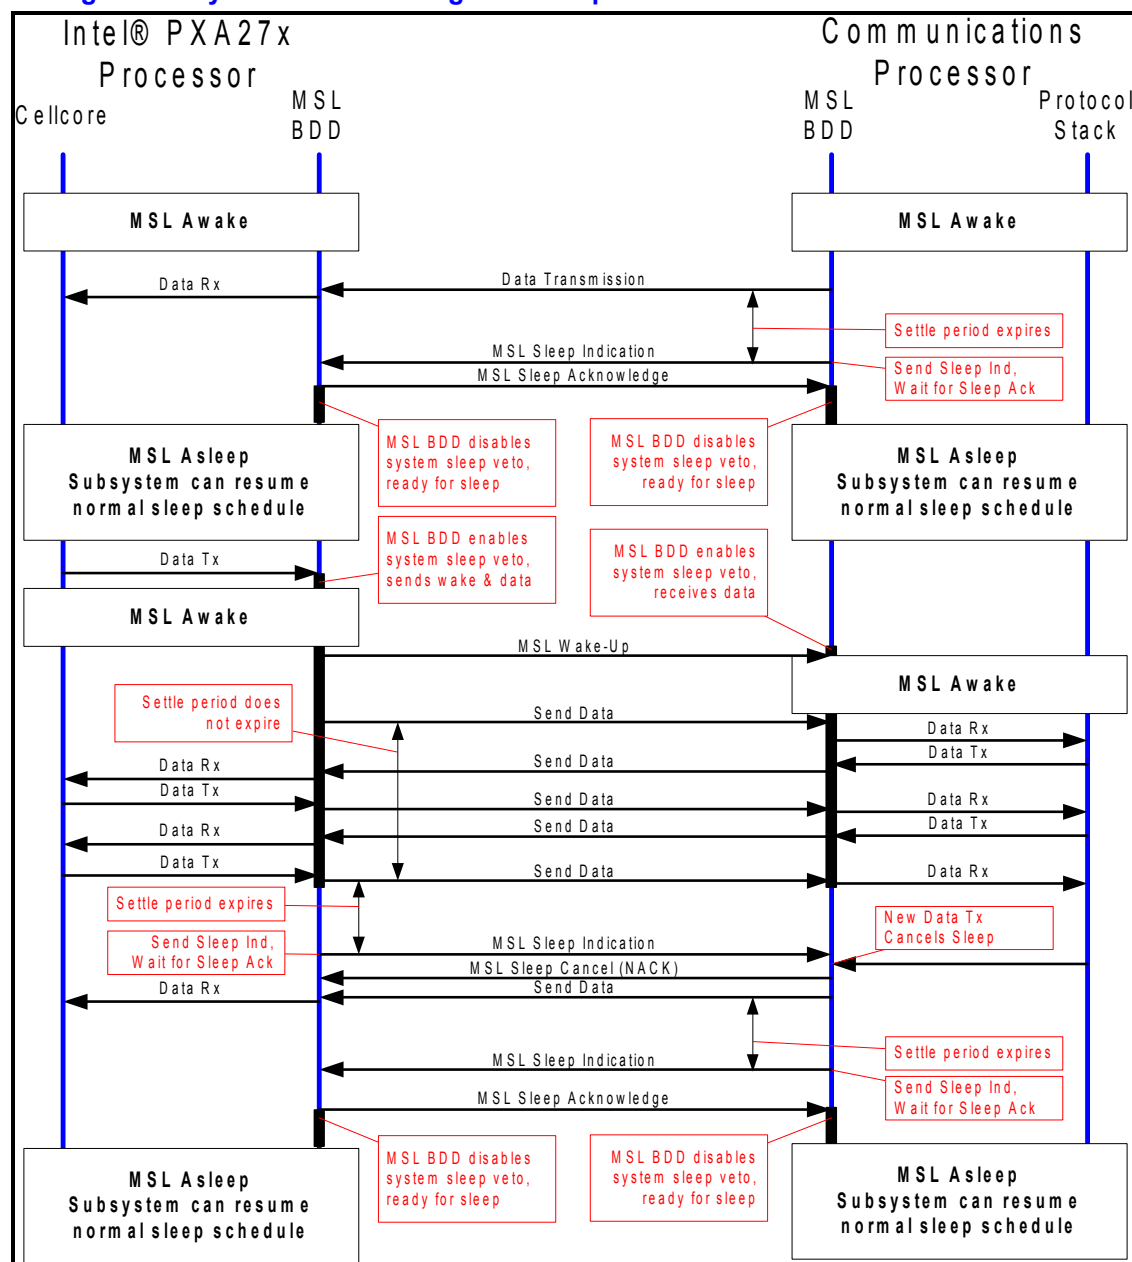 Intel® PXA27x
Processor
Communications
Processor
Cellcore
MSL
BDD
MSL
BDD
Protocol
Stack
MSL Awake
MSL Awake
Data Rx
Data Transmission
Settle period expires
MSL Sleep Indication
Send Sleep Ind,
Wait for Sleep Ack
MSL Sleep Acknowledge
MSL BDD disables
system sleep veto,
ready for sleep
MSL BDD disables
system sleep veto,
ready for sleep
MSL Asleep
Subsystem can resume
normal sleep schedule
MSL Asleep
Subsystem can resume
normal sleep schedule
Data Tx
MSL BDD enables
system sleep veto,
sends wake & data
MSL BDD enables
system sleep veto,
receives data
MSL Awake
MSL Wake-Up
MSL Awake
Settle period does
not expire
Send Data
Data Rx
Data Tx
Data Rx
Send Data
Data Tx
Send Data
Data Rx
Data Rx
Send Data
Data Tx
Data Tx
Send Data
Data Rx
Settle period expires
New Data Tx
Cancels Sleep
Send Sleep Ind,
Wait for Sleep Ack
MSL Sleep Indication
MSL Sleep Cancel (NACK)
Data Rx
Send Data
Settle period expires
MSL Sleep Indication
Send Sleep Ind,
Wait for Sleep Ack
MSL Sleep Acknowledge
MSL BDD disables
system sleep veto,
ready for sleep
MSL BDD disables
system sleep veto,
ready for sleep
MSL Asleep
Subsystem can resume
normal sleep schedule
MSL Asleep
Subsystem can resume
normal sleep schedule